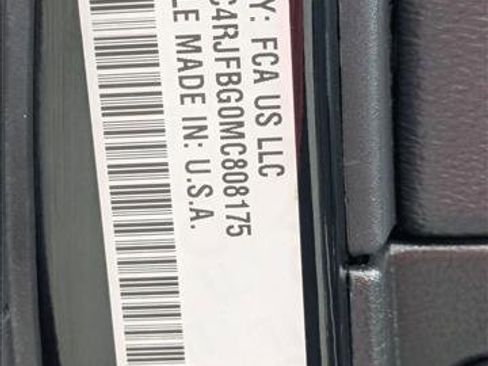 Y: FCA US LLC
C4RJFBG0MC808175
LE MADE IN: U.S.A.